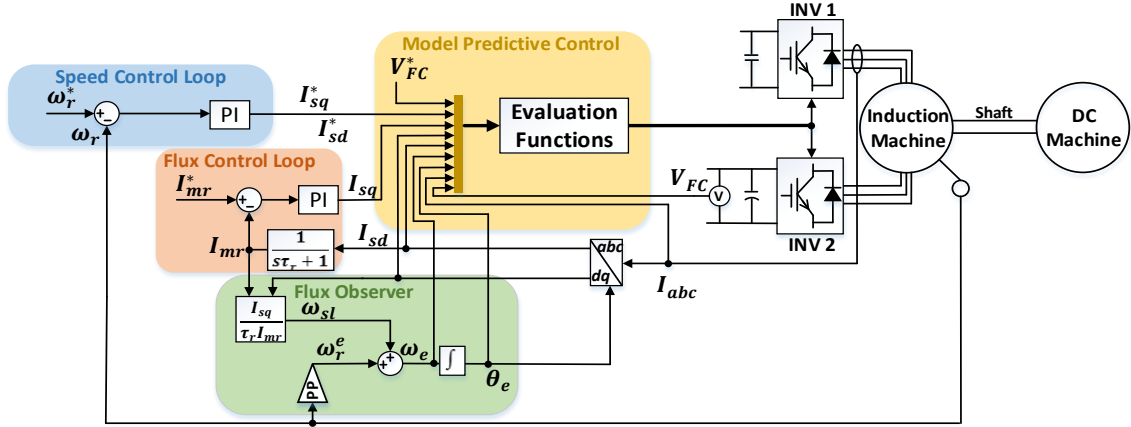 INV 1
Model Predictive Control
V*FC
Speed Control Loop
ω*r
−
PI
I*sq
I*sd
ωr
Evaluation
Functions
Induction
Machine
Shaft
DC
Machine
Flux Control Loop
I*mr
+
−
PI
Isq
VFC
V
INV 2
Imr
1
sτr + 1
Isd
abc
dq
Iabc
Flux Observer
Isq
τr Imr
ωsl
ωer
+
+
ωe
∫
θe
PP